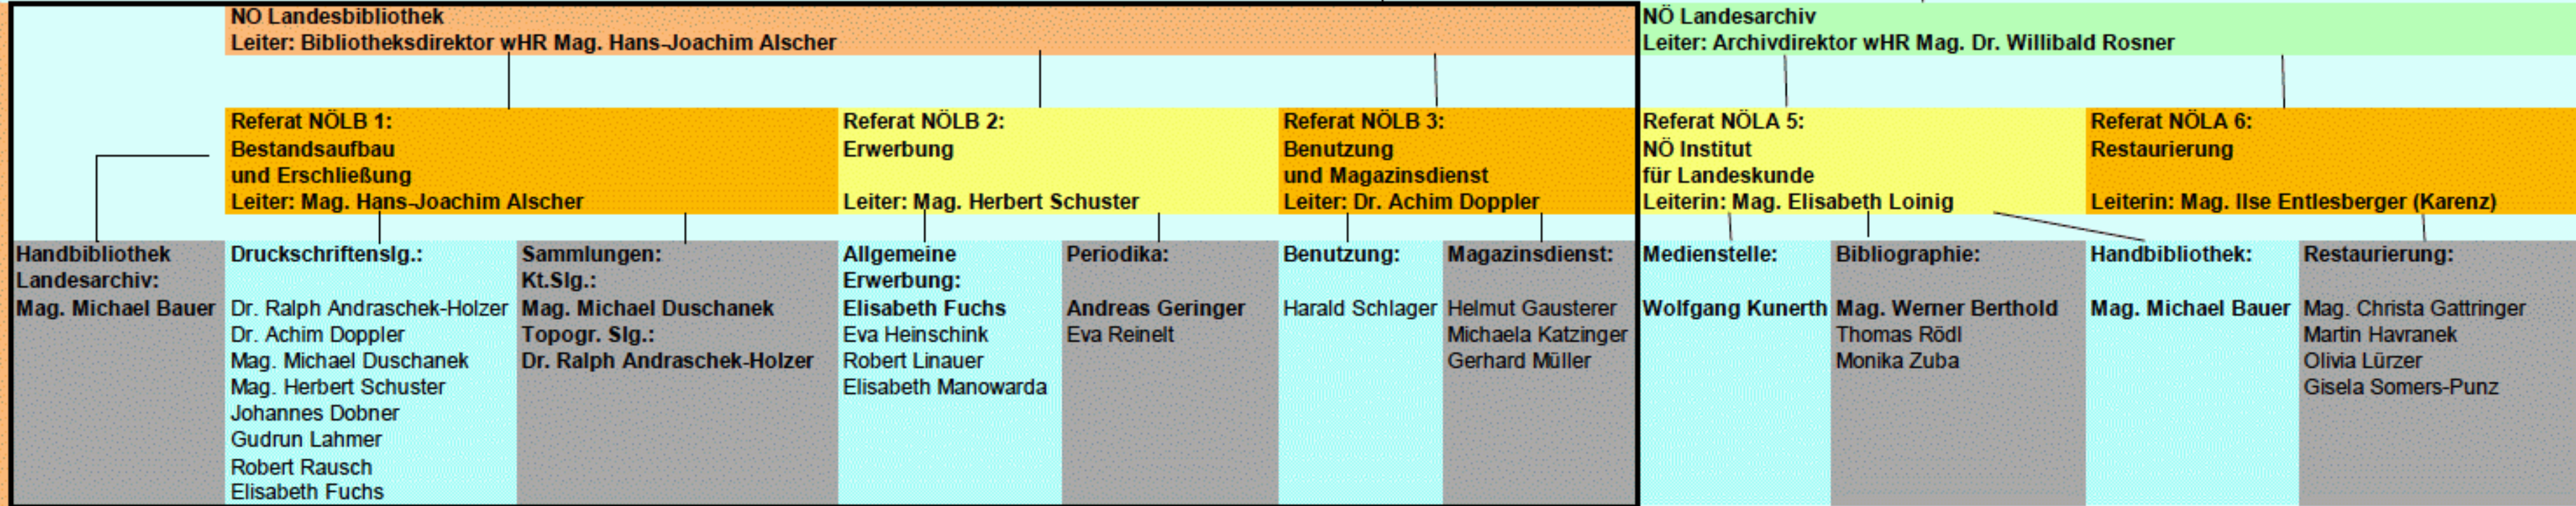 NÖ Landesbibliothek
Leiter: Bibliotheksdirektor wHR Mag. Hans-Joachim Alscher
NÖ Landesarchiv
Leiter: Archivdirektor wHR Mag. Dr. Willibald Rosner
Referat NÖLB 1:
Bestandsaufbau
und Erschließung
Leiter: Mag. Hans-Joachim Alscher
Referat NÖLB 2:
Erwerbung
Leiter: Mag. Herbert Schuster
Referat NÖLB 3:
Benutzung
und Magazinsdienst
Leiter: Dr. Achim Doppler
Referat NÖLA 5:
NÖ Institut
für Landeskunde
Leiterin: Mag. Elisabeth Loinig
Referat NÖLA 6:
Restaurierung
Leiterin: Mag. Ilse Entlesberger (Karenz)
Handbibliothek
Landesarchiv:
Mag. Michael Bauer
Druckschriftenslg.:
Dr. Ralph Andraschek-Holzer
Dr. Achim Doppler
Mag. Michael Duschanek
Mag. Herbert Schuster
Johannes Dobner
Gudrun Lahmer
Robert Rausch
Elisabeth Fuchs
Sammlungen:
Kt.Slg.:
Mag. Michael Duschanek
Topogr. Slg.:
Dr. Ralph Andraschek-Holzer
Allgemeine
Erwerbung:
Elisabeth Fuchs
Eva Heinschink
Robert Linauer
Elisabeth Manowarda
Periodika:
Andreas Geringer
Eva Reinelt
Benutzung:
Harald Schlager
Magazinsdienst:
Helmut Gausterer
Michaela Katzinger
Gerhard Müller
Medienstelle:
Wolfgang Kunerth
Bibliographie:
Mag. Werner Berthold
Thomas Rödl
Monika Zuba
Handbibliothek:
Mag. Michael Bauer
Restaurierung:
Mag. Christa Gattringer
Martin Havranek
Olivia Lürzer
Gisela Somers-Punz